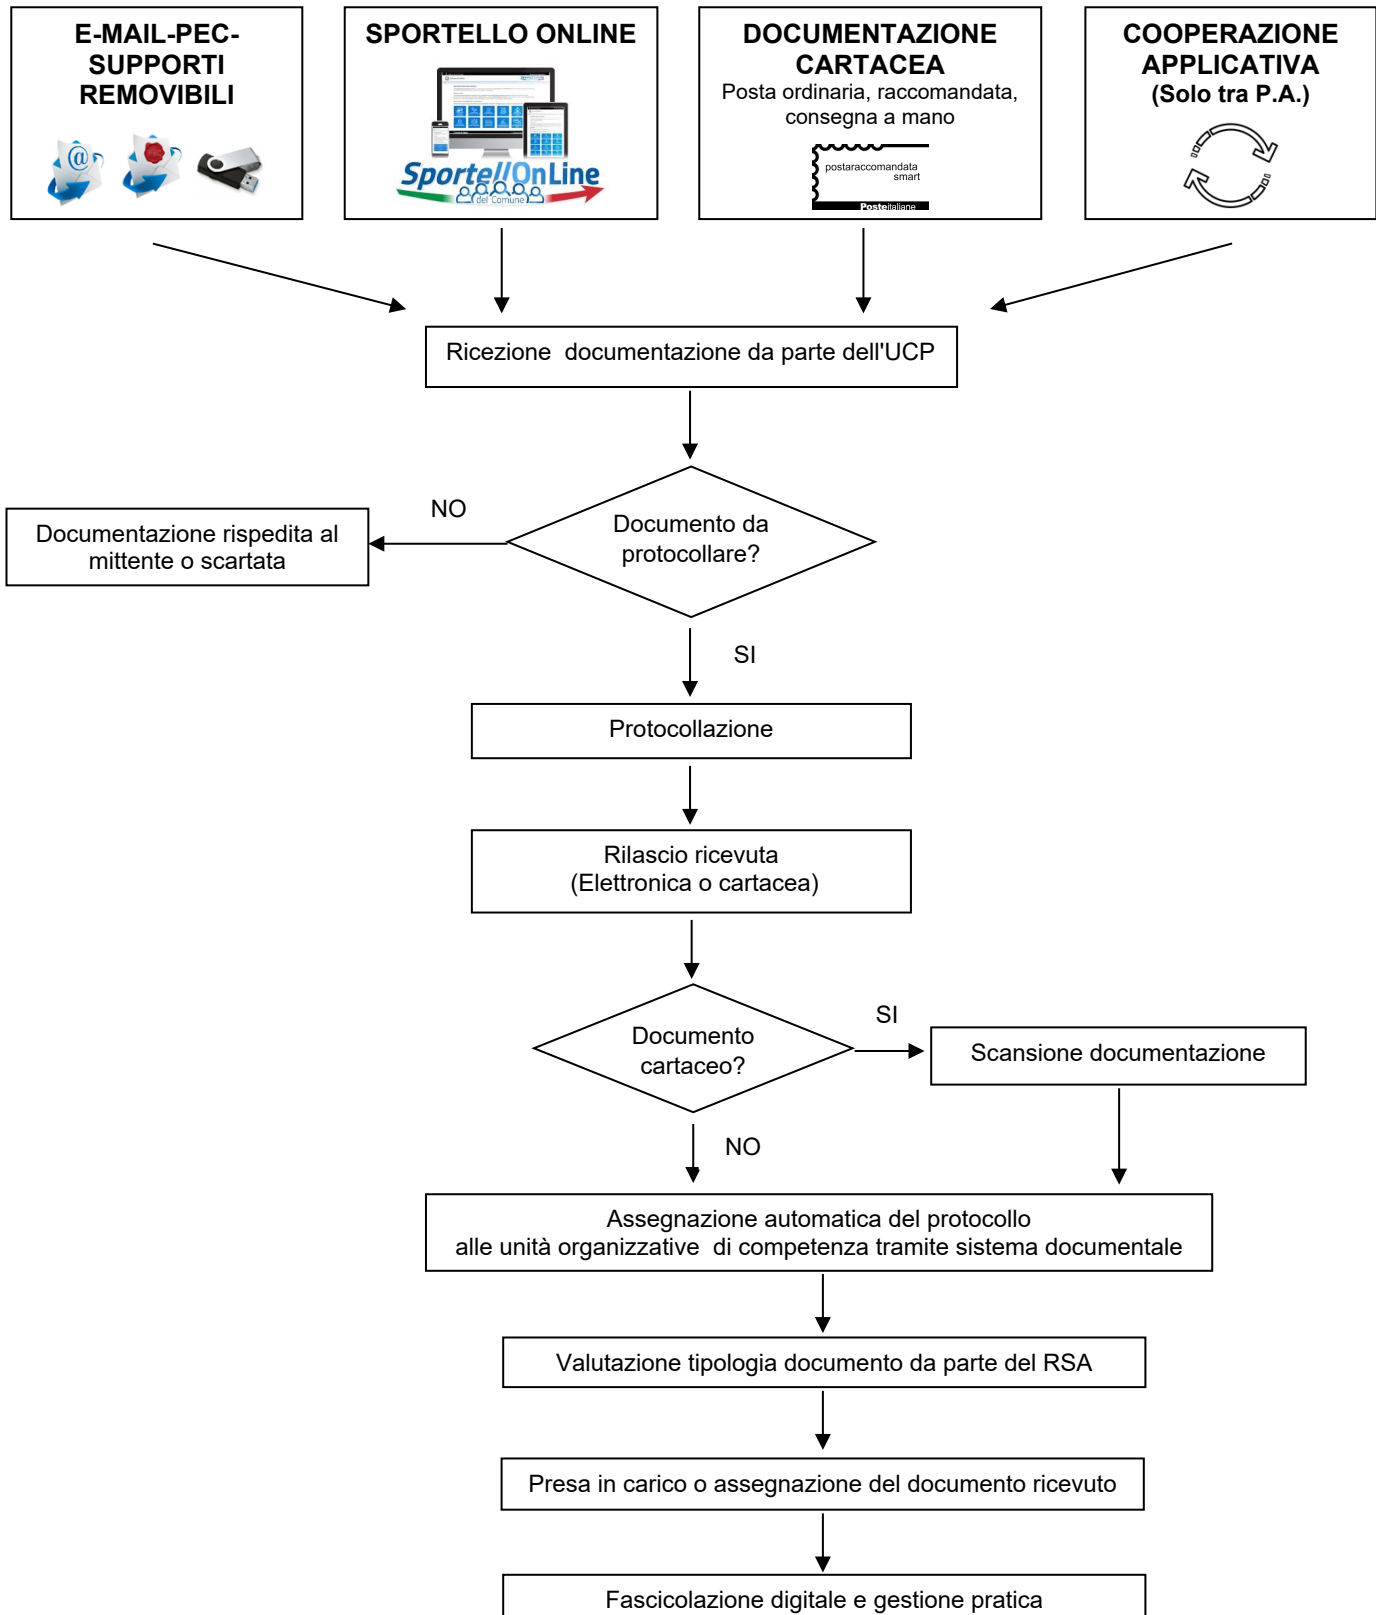 E-MAIL-PEC-
SUPPORTI
REMOVIBILI
@
SPORTELLO ONLINE
SportellOnLine
del Comune
DOCUMENTAZIONE
CARTACEA
Posta ordinaria, raccomandata,
consegna a mano
postaraccomandata
smart
Posteitaliane
COOPERAZIONE
APPLICATIVA
(Solo tra P.A.)
Ricezione documentazione da parte dell'UCP
Documento da
protocollare?
NO
Documentazione rispedita al
mittente o scartata
SI
Protocollazione
Rilascio ricevuta
(Elettronica o cartacea)
Documento
cartaceo?
SI
Scansione documentazione
NO
Assegnazione automatica del protocollo
alle unità organizzative di competenza tramite sistema documentale
Valutazione tipologia documento da parte del RSA
Presa in carico o assegnazione del documento ricevuto
Fascicolazione digitale e gestione pratica